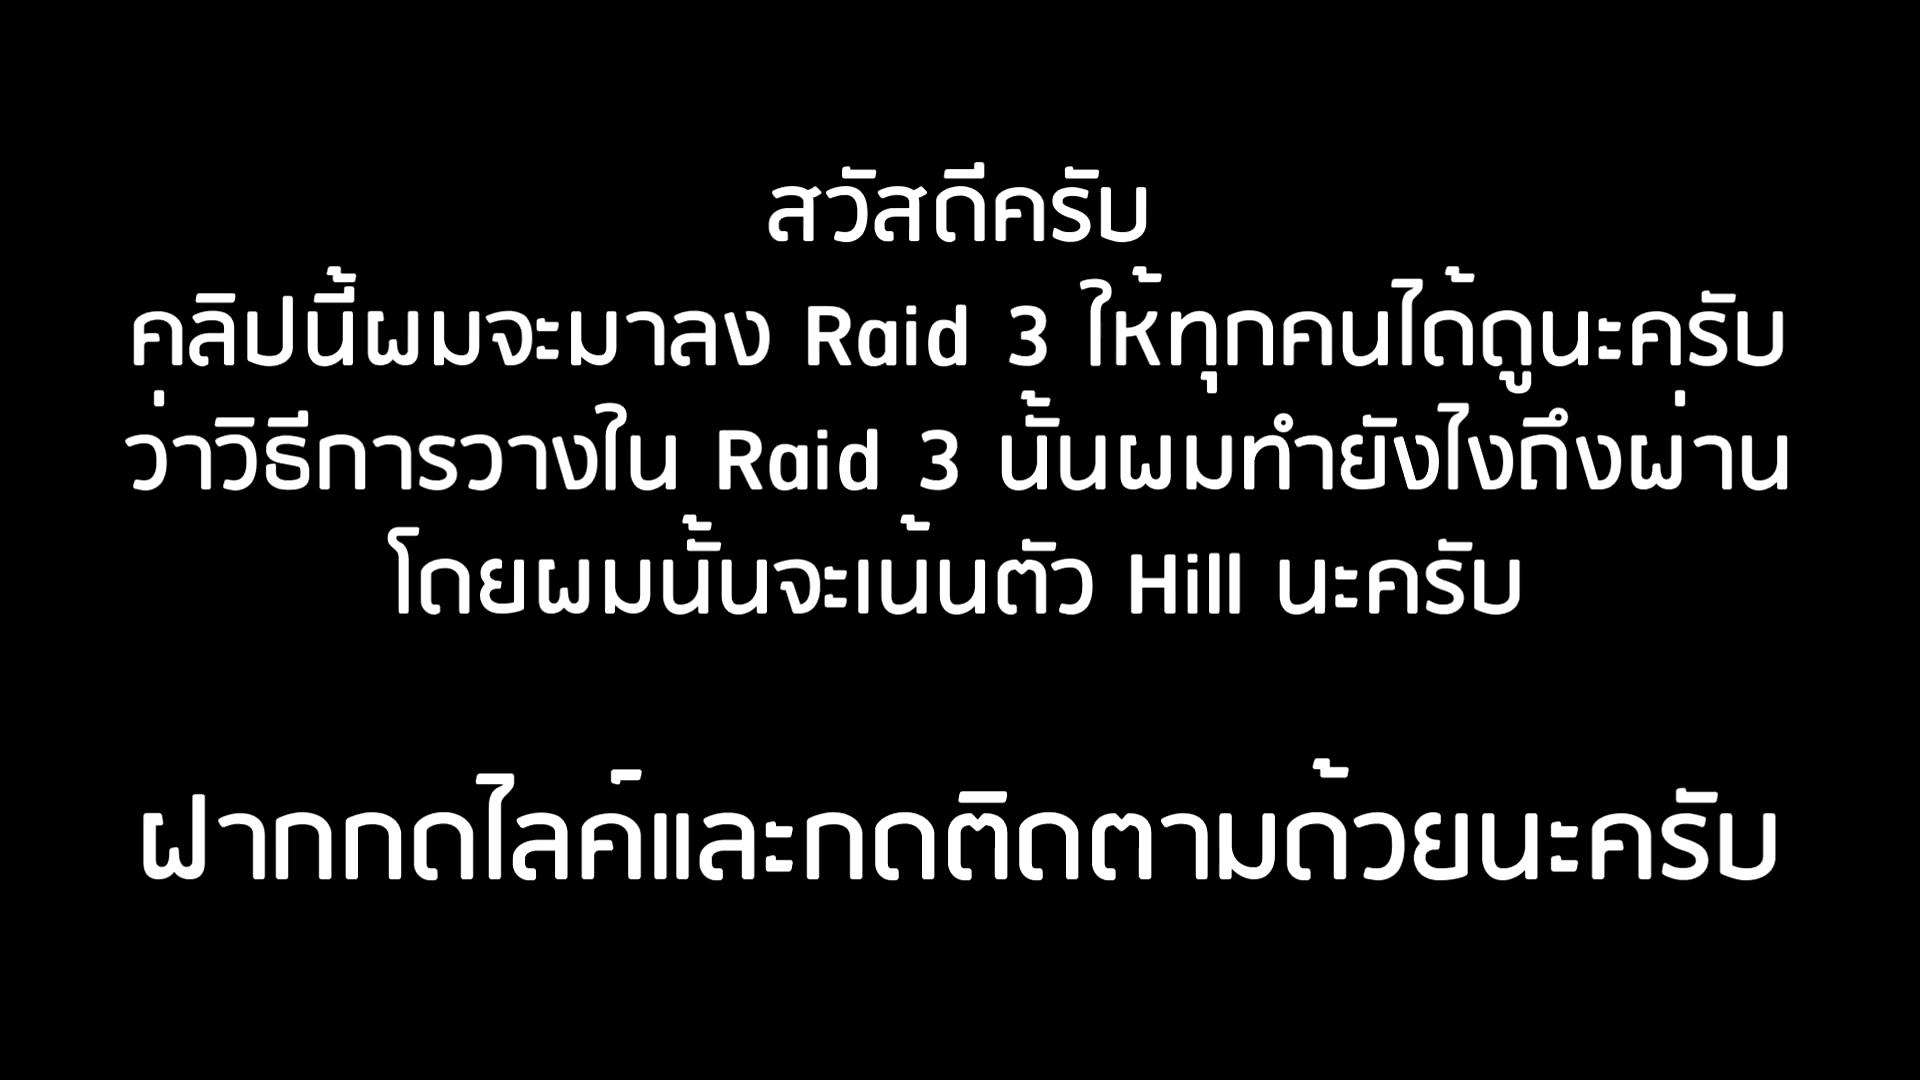 สวัสดีครับ
คลิปนี้ผมจะมาลง Raid 3 ให้ทุกคนได้ดูนะครับ
ว่าวิธีการวางใน Raid 3 นั้นผมทำยังไงถึงผ่าน
โดยผมนั้นจะเน้นตัว Hill นะครับ
ฝากกดไลค์และกดติดตามด้วยนะครับ